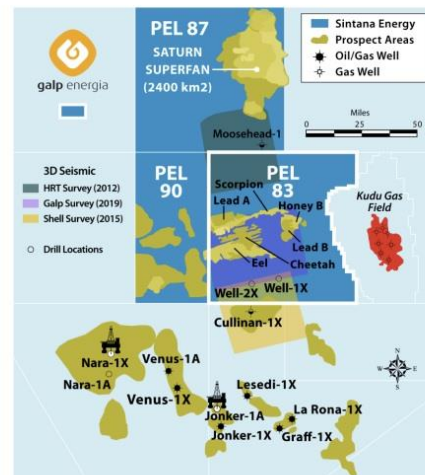 galp energia
PEL 87
SATURN
SUPERFAN
(2400 km2)
Sintana Energy
Prospect Areas
Oil/Gas Well
Gas Well
Miles
0
25
50
Moosehead-1
3D Seismic
HRT Survey (2012)
Galp Survey (2019)
Shell Survey (2015)
Drill Locations
PEL
90
PEL
83
Scorpion
Lead A
Honey B
Lead B
Cheetah
Eel
Well-2X
Well-1X
Kudu Gas
Field
Cullinan-1X
Nara-1X
Nara-1A
Venus-1A
Venus-1X
Lesedi-1X
Jonker-1A
Jonker-1X
La Rona-1X
Graff-1X
N
W
E
S